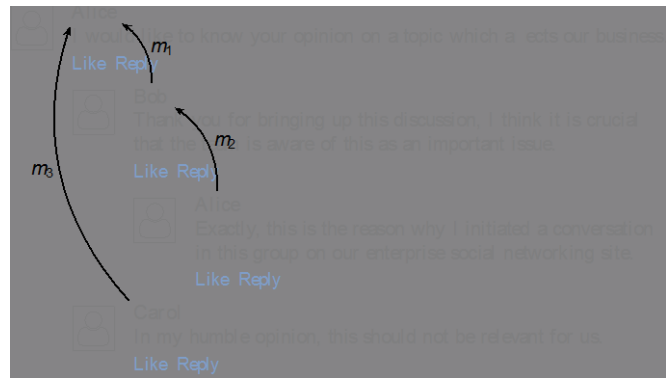 Alice
I would like to know your opinion on a topic which a ects our business
m1
Like Reply
Bob
Thank you for bringing up this discussion. I think it is crucial
that the is aware of this as an important issue.
m2
Like Reply
m3
Alice
Exactly, this is the reason why I initiated a conversation
in this group on our enterprise social networking site.
Like Reply
Carol
In my humble opinion, this should not be relevant for us.
Like Reply